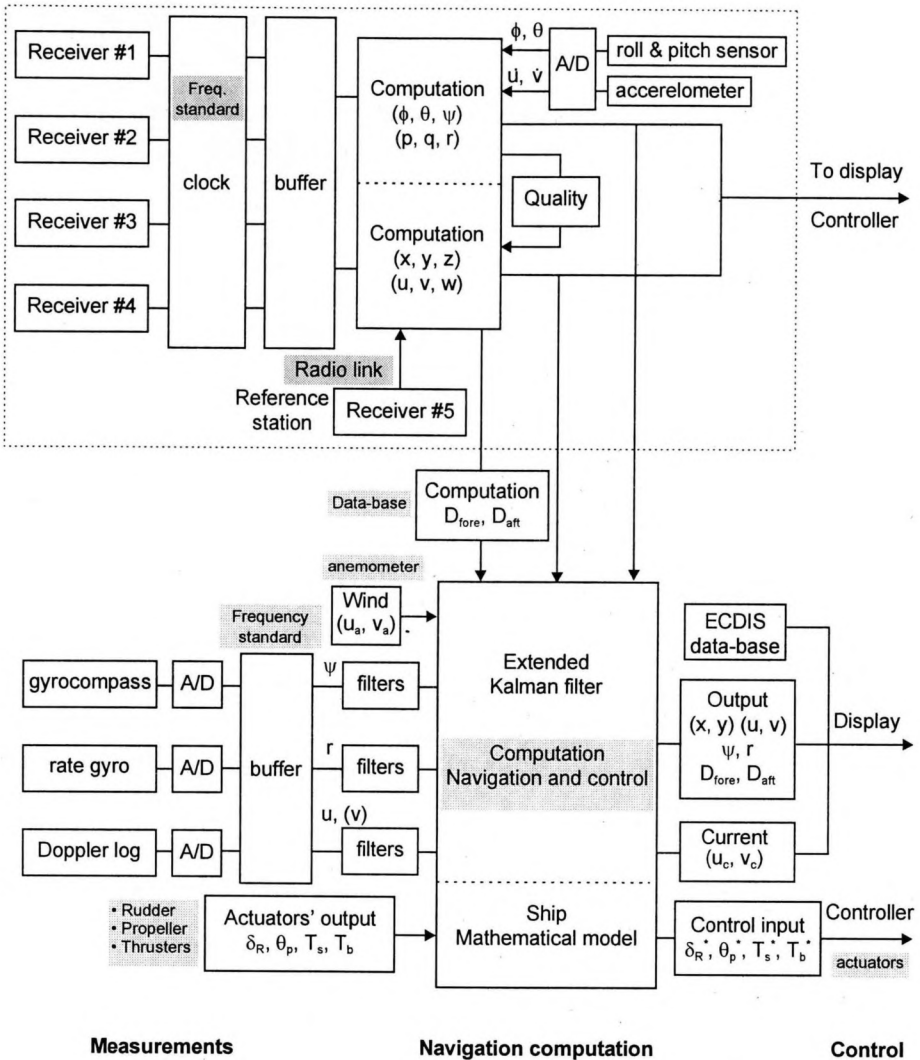 Receiver #1
Receiver #2
Receiver #3
Receiver #4
Freq.
standard
clock
buffer
Computation
(ϕ, θ, ψ)
(p, q, r)
Computation
(x, y, z)
(u, v, w)
ϕ, θ
u̇, v̇
A/D
roll & pitch sensor
accerelometer
Quality
To display
Controller
Radio link
Reference
station
Receiver #5
Data-base
Computation
D_fore, D_aft
anemometer
Wind
(u_a, v_a)
Frequency
standard
gyrocompass
A/D
rate gyro
A/D
Doppler log
A/D
buffer
ψ
filters
r
filters
u, (v)
filters
• Rudder
• Propeller
• Thrusters
Actuators' output
δ_R, θ_p, T_s, T_b
Extended
Kalman filter
Computation
Navigation and control
Ship
Mathematical model
ECDIS
data-base
Output
(x, y) (u, v)
ψ, r
D_fore, D_aft
Display
Current
(u_c, v_c)
Control input
δ_R*, θ_p*, T_s*, T_b*
Controller
actuators
Measurements
Navigation computation
Control